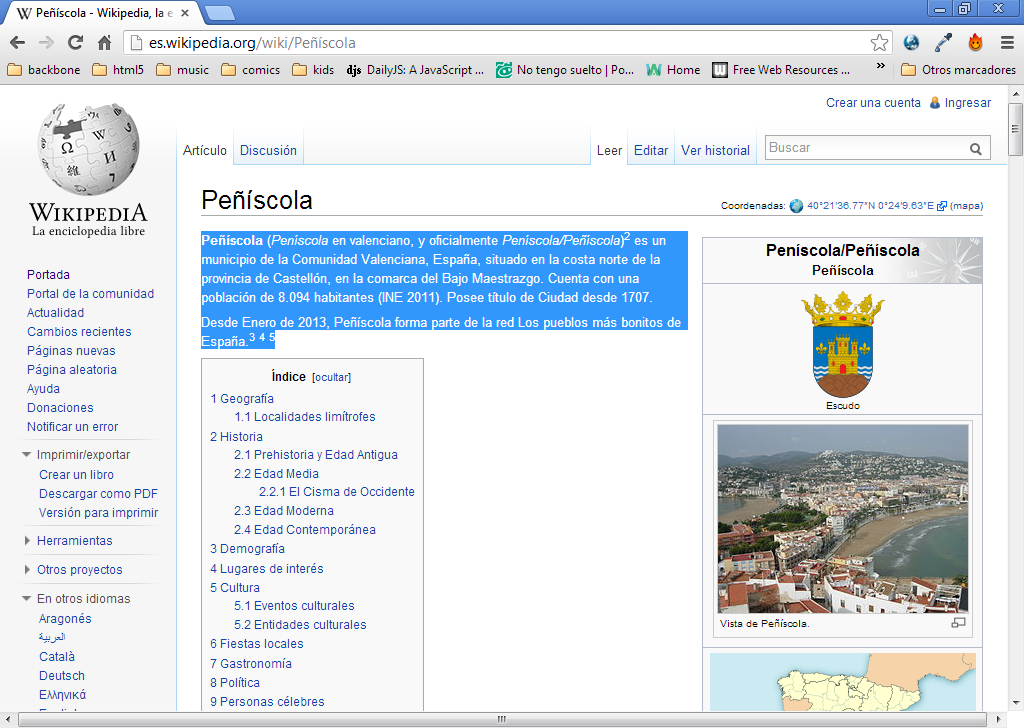 Peñíscola - Wikipedia, la e
es.wikipedia.org/wiki/Peñíscola
backbone
html5
music
comics
kids
djs DailyJS: A JavaScript ...
No tengo suelto | Po...
Home
Free Web Resources ...
»
Otros marcadores
Crear una cuenta
Ingresar
Artículo
Discusión
Leer
Editar
Ver historial
Buscar
WIKIPEDIA
La enciclopedia libre
Portada
Portal de la comunidad
Actualidad
Cambios recientes
Páginas nuevas
Página aleatoria
Ayuda
Donaciones
Notificar un error
Imprimir/exportar
Crear un libro
Descargar como PDF
Versión para imprimir
Herramientas
Otros proyectos
En otros idiomas
Aragonés
العربية
Català
Deutsch
Ελληνικά
Peñíscola
Coordenadas: 40°21′36.77″N 0°24′9.63″E (mapa)
Peñíscola (Peníscola en valenciano, y oficialmente Peníscola/Peñíscola)2 es un
municipio de la Comunidad Valenciana, España, situado en la costa norte de la
provincia de Castellón, en la comarca del Bajo Maestrazgo. Cuenta con una
población de 8.094 habitantes (INE 2011). Posee título de Ciudad desde 1707.
Desde Enero de 2013, Peñíscola forma parte de la red Los pueblos más bonitos de
España.3 4 5
Índice [ocultar]
1 Geografía
1.1 Localidades limítrofes
2 Historia
2.1 Prehistoria y Edad Antigua
2.2 Edad Media
2.2.1 El Cisma de Occidente
2.3 Edad Moderna
2.4 Edad Contemporánea
3 Demografía
4 Lugares de interés
5 Cultura
5.1 Eventos culturales
5.2 Entidades culturales
6 Fiestas locales
7 Gastronomía
8 Política
9 Personas célebres
Peníscola/Peñíscola
Peñíscola
Escudo
Vista de Peñíscola.